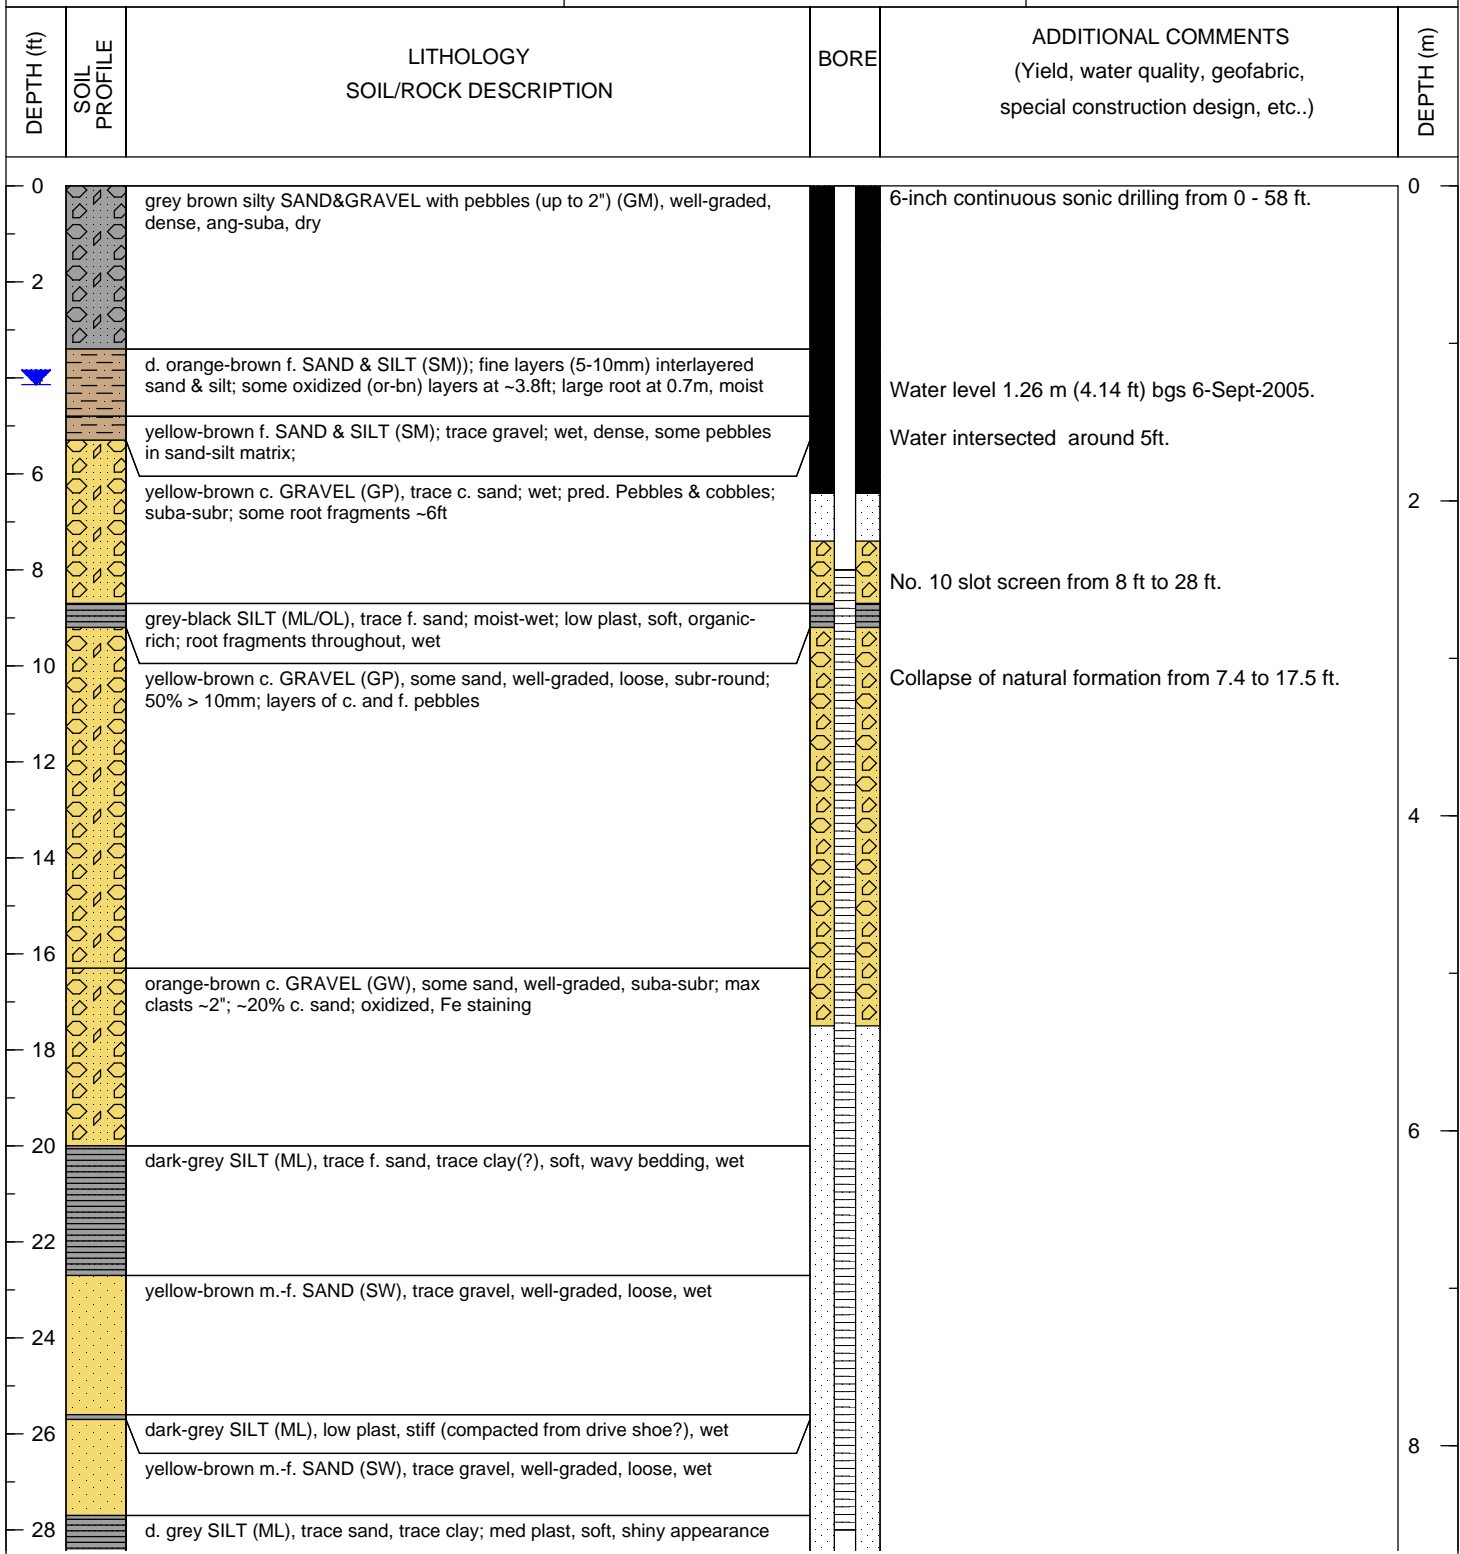 DEPTH (ft)
SOIL
PROFILE
LITHOLOGY
SOIL/ROCK DESCRIPTION
BORE
ADDITIONAL COMMENTS
(Yield, water quality, geofabric,
special construction design, etc..)
DEPTH (m)
0
grey brown silty SAND&GRAVEL with pebbles (up to 2") (GM), well-graded,
dense, ang-suba, dry
6-inch continuous sonic drilling from 0 - 58 ft.
0
2
d. orange-brown f. SAND & SILT (SM)); fine layers (5-10mm) interlayered
sand & silt; some oxidized (or-bn) layers at ~3.8ft; large root at 0.7m, moist
Water level 1.26 m (4.14 ft) bgs 6-Sept-2005.
yellow-brown f. SAND & SILT (SM); trace gravel; wet, dense, some pebbles
in sand-silt matrix;
Water intersected  around 5ft.
6
yellow-brown c. GRAVEL (GP), trace c. sand; wet; pred. Pebbles & cobbles;
suba-subr; some root fragments ~6ft
2
8
No. 10 slot screen from 8 ft to 28 ft.
grey-black SILT (ML/OL), trace f. sand; moist-wet; low plast, soft, organic-
rich; root fragments throughout, wet
10
yellow-brown c. GRAVEL (GP), some sand, well-graded, loose, subr-round;
50% > 10mm; layers of c. and f. pebbles
Collapse of natural formation from 7.4 to 17.5 ft.
12
4
14
16
orange-brown c. GRAVEL (GW), some sand, well-graded, suba-subr; max
clasts ~2"; ~20% c. sand; oxidized, Fe staining
18
6
20
dark-grey SILT (ML), trace f. sand, trace clay(?), soft, wavy bedding, wet
22
yellow-brown m.-f. SAND (SW), trace gravel, well-graded, loose, wet
24
26
dark-grey SILT (ML), low plast, stiff (compacted from drive shoe?), wet
8
yellow-brown m.-f. SAND (SW), trace gravel, well-graded, loose, wet
28
d. grey SILT (ML), trace sand, trace clay; med plast, soft, shiny appearance